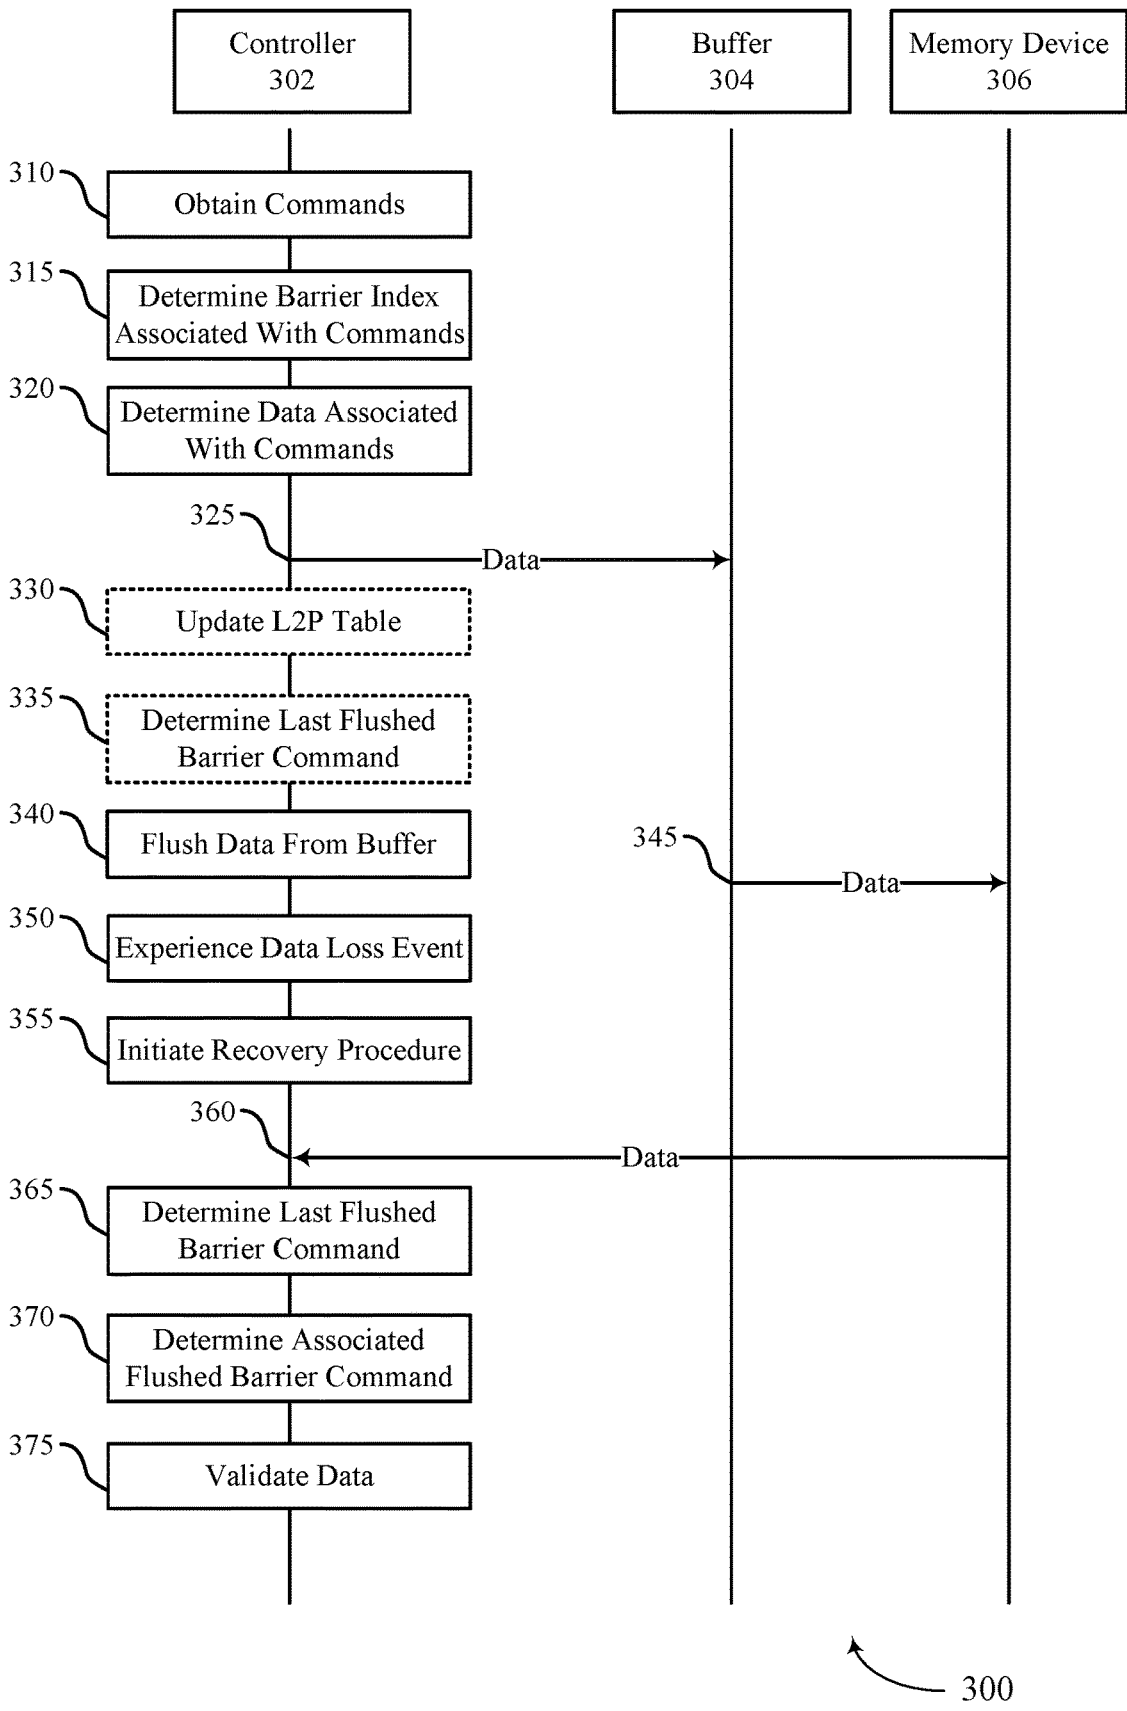 Controller
302
Buffer
304
Memory Device
306
310
Obtain Commands
315
Determine Barrier Index
Associated With Commands
320
Determine Data Associated
With Commands
325
Data
330
Update L2P Table
335
Determine Last Flushed
Barrier Command
340
Flush Data From Buffer
345
Data
350
Experience Data Loss Event
355
Initiate Recovery Procedure
360
Data
365
Determine Last Flushed
Barrier Command
370
Determine Associated
Flushed Barrier Command
375
Validate Data
300